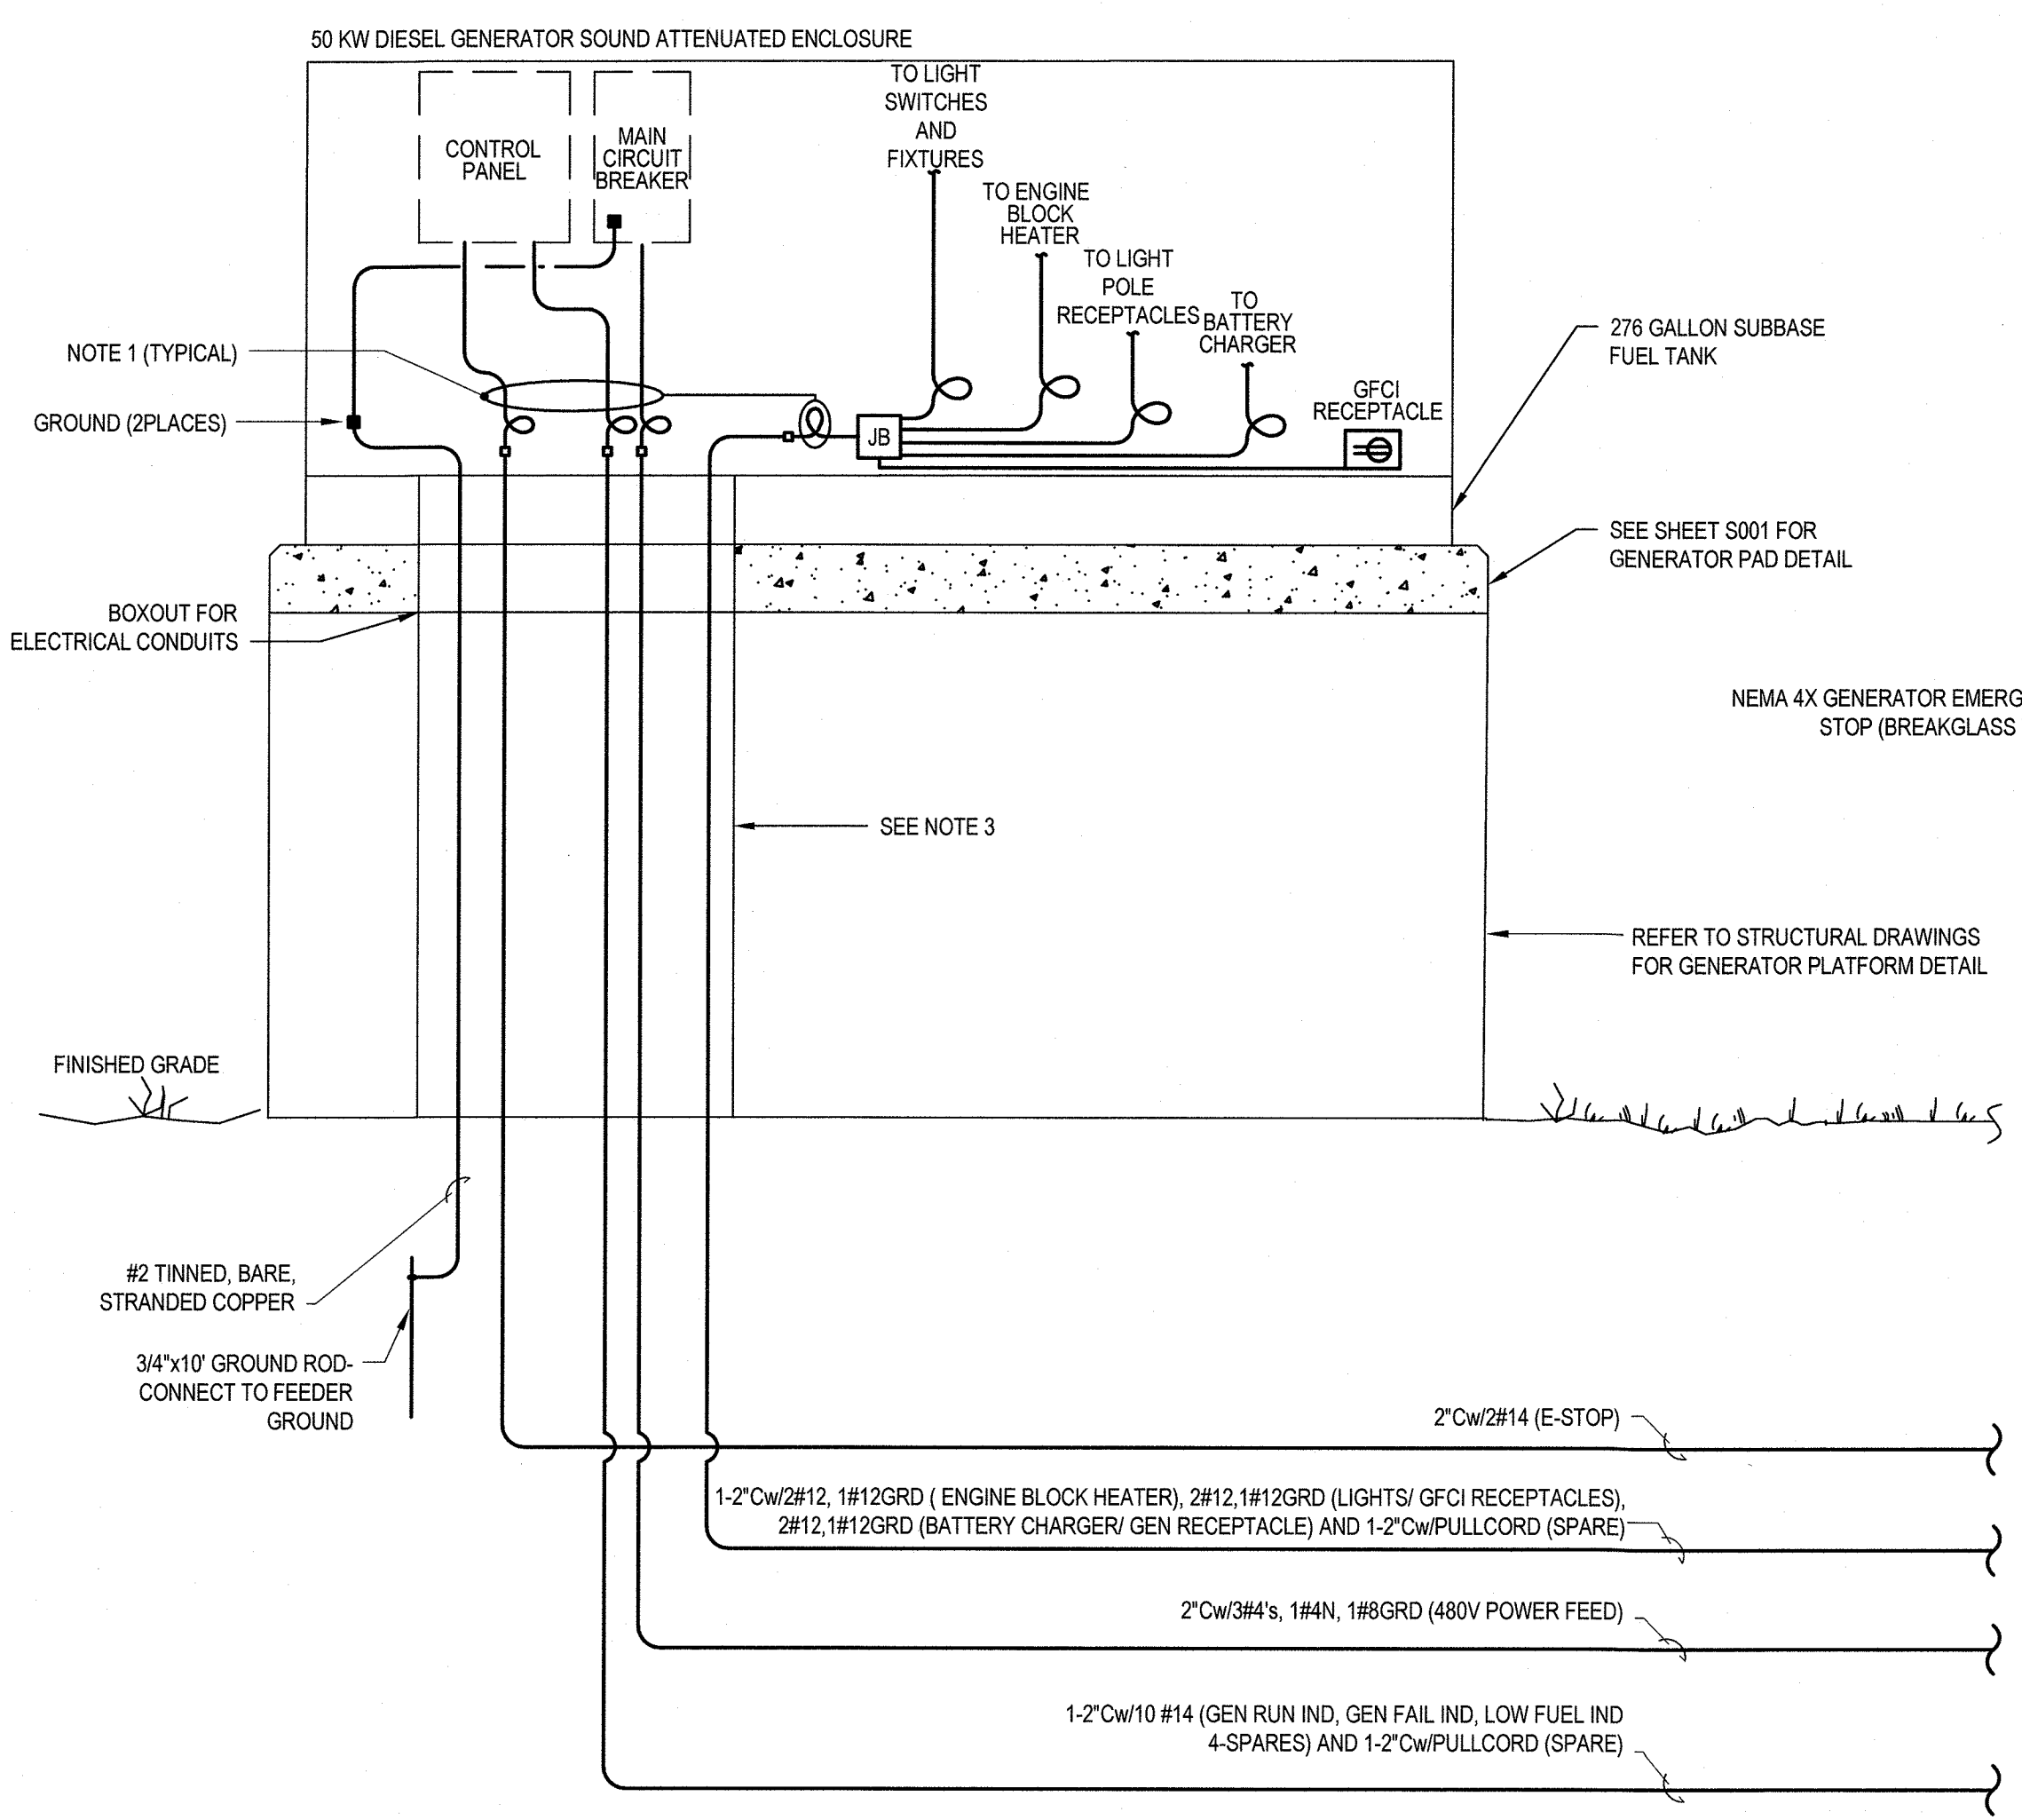 50 KW DIESEL GENERATOR SOUND ATTENUATED ENCLOSURE
CONTROL
PANEL
MAIN
CIRCUIT
BREAKER
TO LIGHT
SWITCHES
AND
FIXTURES
TO ENGINE
BLOCK
HEATER
TO LIGHT
POLE
RECEPTACLES
TO
BATTERY
CHARGER
GFCI
RECEPTACLE
JB
NOTE 1 (TYPICAL)
GROUND (2PLACES)
276 GALLON SUBBASE
FUEL TANK
SEE SHEET S001 FOR
GENERATOR PAD DETAIL
BOXOUT FOR
ELECTRICAL CONDUITS
NEMA 4X GENERATOR EMERG
STOP (BREAKGLASS
SEE NOTE 3
REFER TO STRUCTURAL DRAWINGS
FOR GENERATOR PLATFORM DETAIL
FINISHED GRADE
#2 TINNED, BARE,
STRANDED COPPER
3/4"x10' GROUND ROD-
CONNECT TO FEEDER
GROUND
2"Cw/2#14 (E-STOP)
1-2"Cw/2#12, 1#12GRD ( ENGINE BLOCK HEATER), 2#12,1#12GRD (LIGHTS/ GFCI RECEPTACLES),
2#12,1#12GRD (BATTERY CHARGER/ GEN RECEPTACLE) AND 1-2"Cw/PULLCORD (SPARE)
2"Cw/3#4's, 1#4N, 1#8GRD (480V POWER FEED)
1-2"Cw/10 #14 (GEN RUN IND, GEN FAIL IND, LOW FUEL IND
4-SPARES) AND 1-2"Cw/PULLCORD (SPARE)